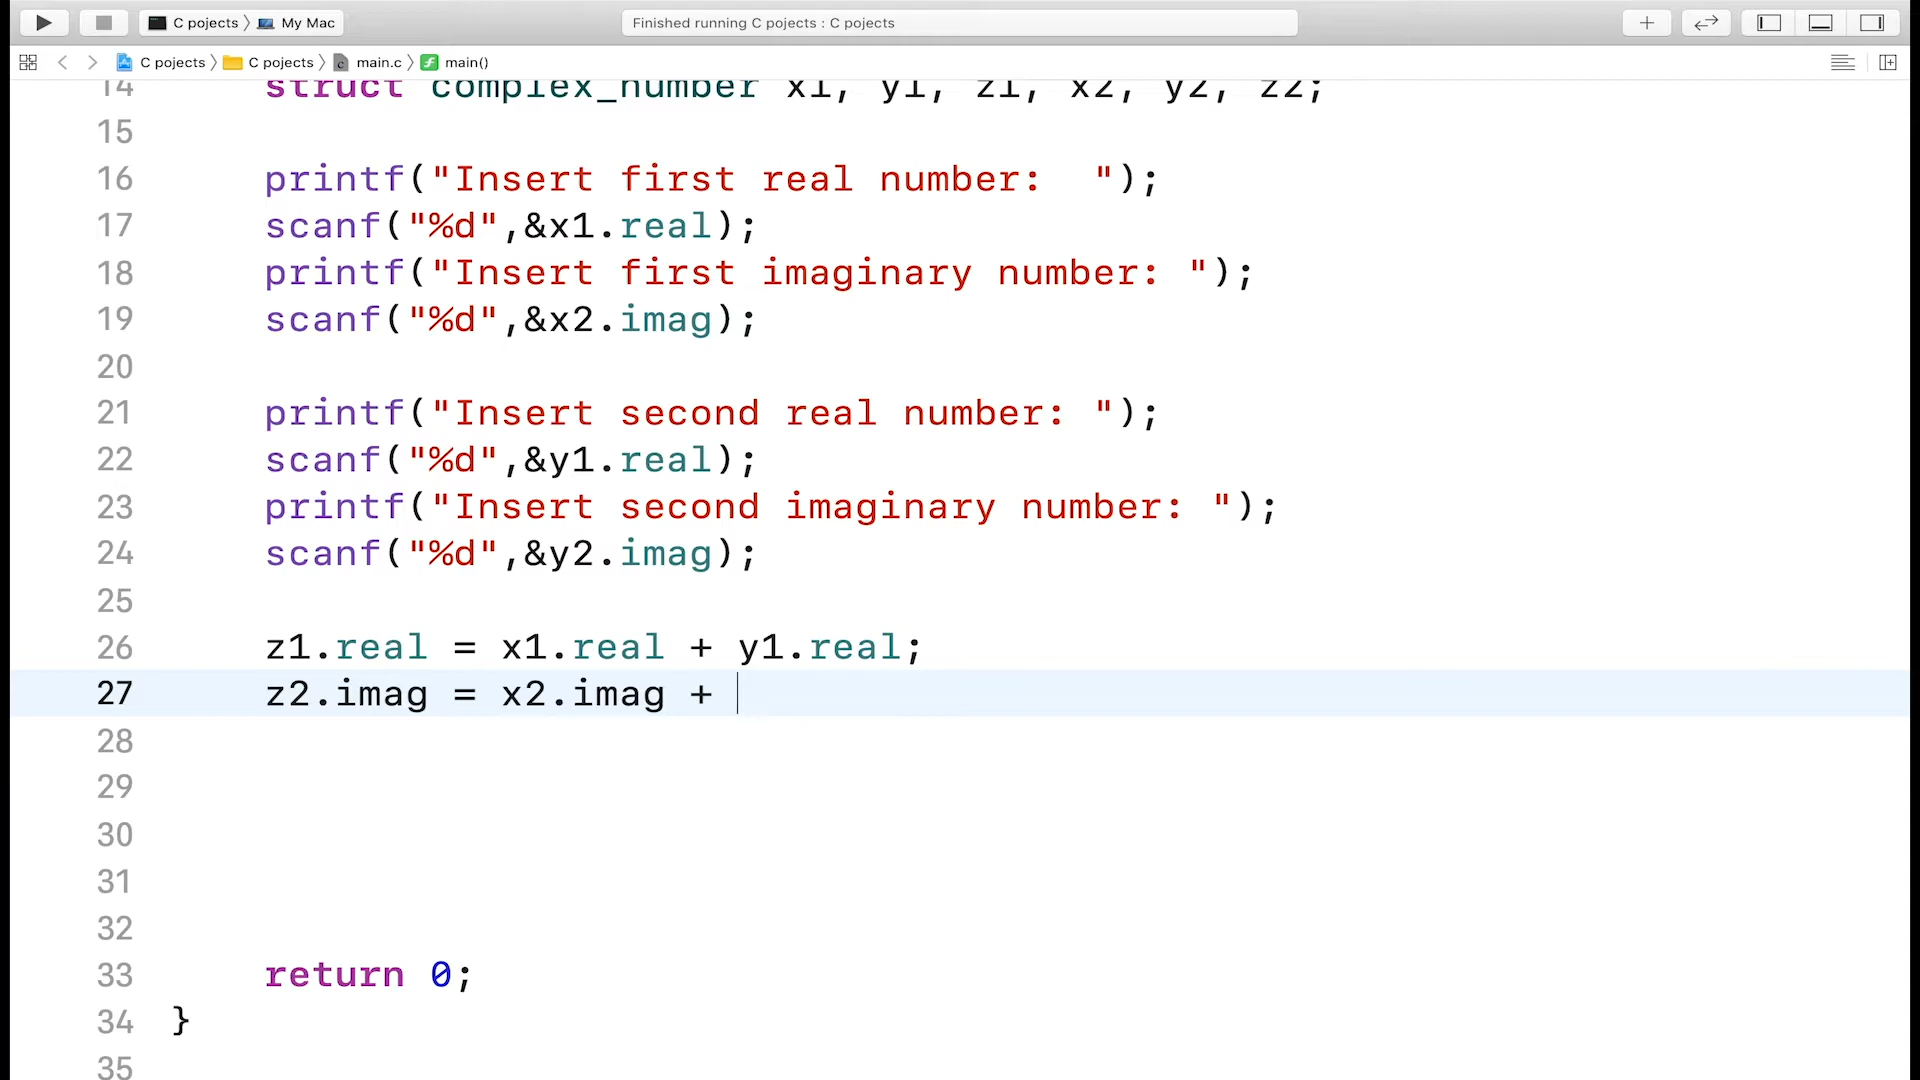 C pojects 〉 My Mac
Finished running C pojects : C pojects
C pojects 〉 C pojects 〉 main.c 〉 main()
14 struct complex_number x1, y1, z1, x2, y2, z2;
15
16 printf("Insert first real number:  ");
17 scanf("%d",&x1.real);
18 printf("Insert first imaginary number: ");
19 scanf("%d",&x2.imag);
20
21 printf("Insert second real number: ");
22 scanf("%d",&y1.real);
23 printf("Insert second imaginary number: ");
24 scanf("%d",&y2.imag);
25
26 z1.real = x1.real + y1.real;
27 z2.imag = x2.imag +
28
29
30
31
32
33 return 0;
34 }
35